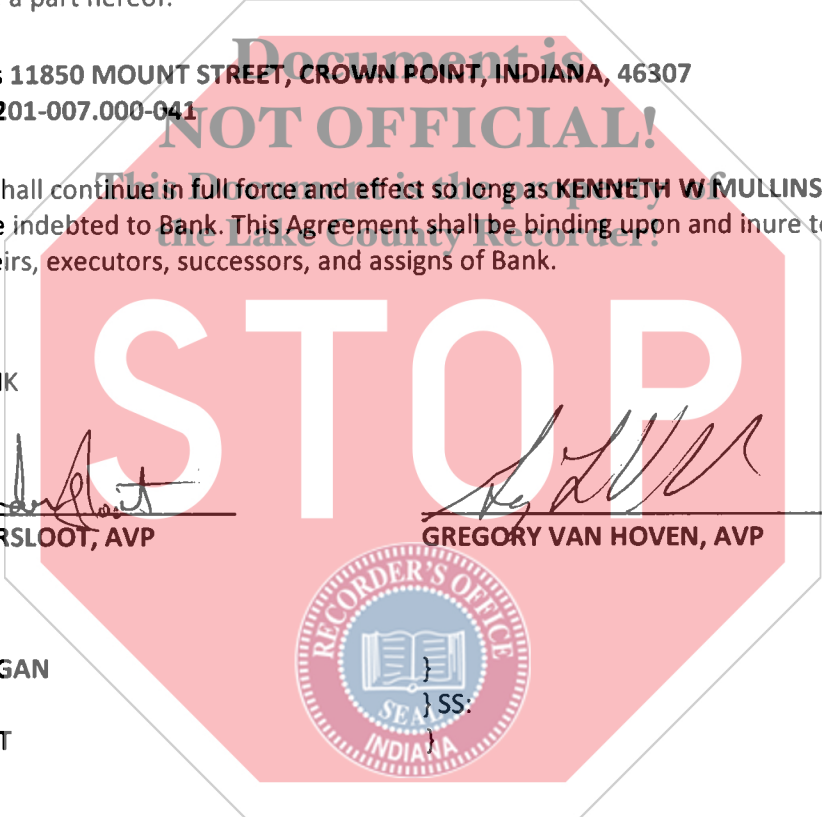 a part hereof.
Document is
11850 MOUNT STREET, CROWN POINT, INDIANA, 46307
201-007.000-041
NOT OFFICIAL!
This Document is the property of
hall continue in full force and effect so long as KENNETH W MULLINS
the Lake County Recorder!
e indebted to Bank. This Agreement shall be binding upon and inure to
eirs, executors, successors, and assigns of Bank.
STOP
RSLOOT, AVP
GREGORY VAN HOVEN, AVP
RECORDER'S OFFICE
SEAL
INDIANA
GAN }
} SS:
T }